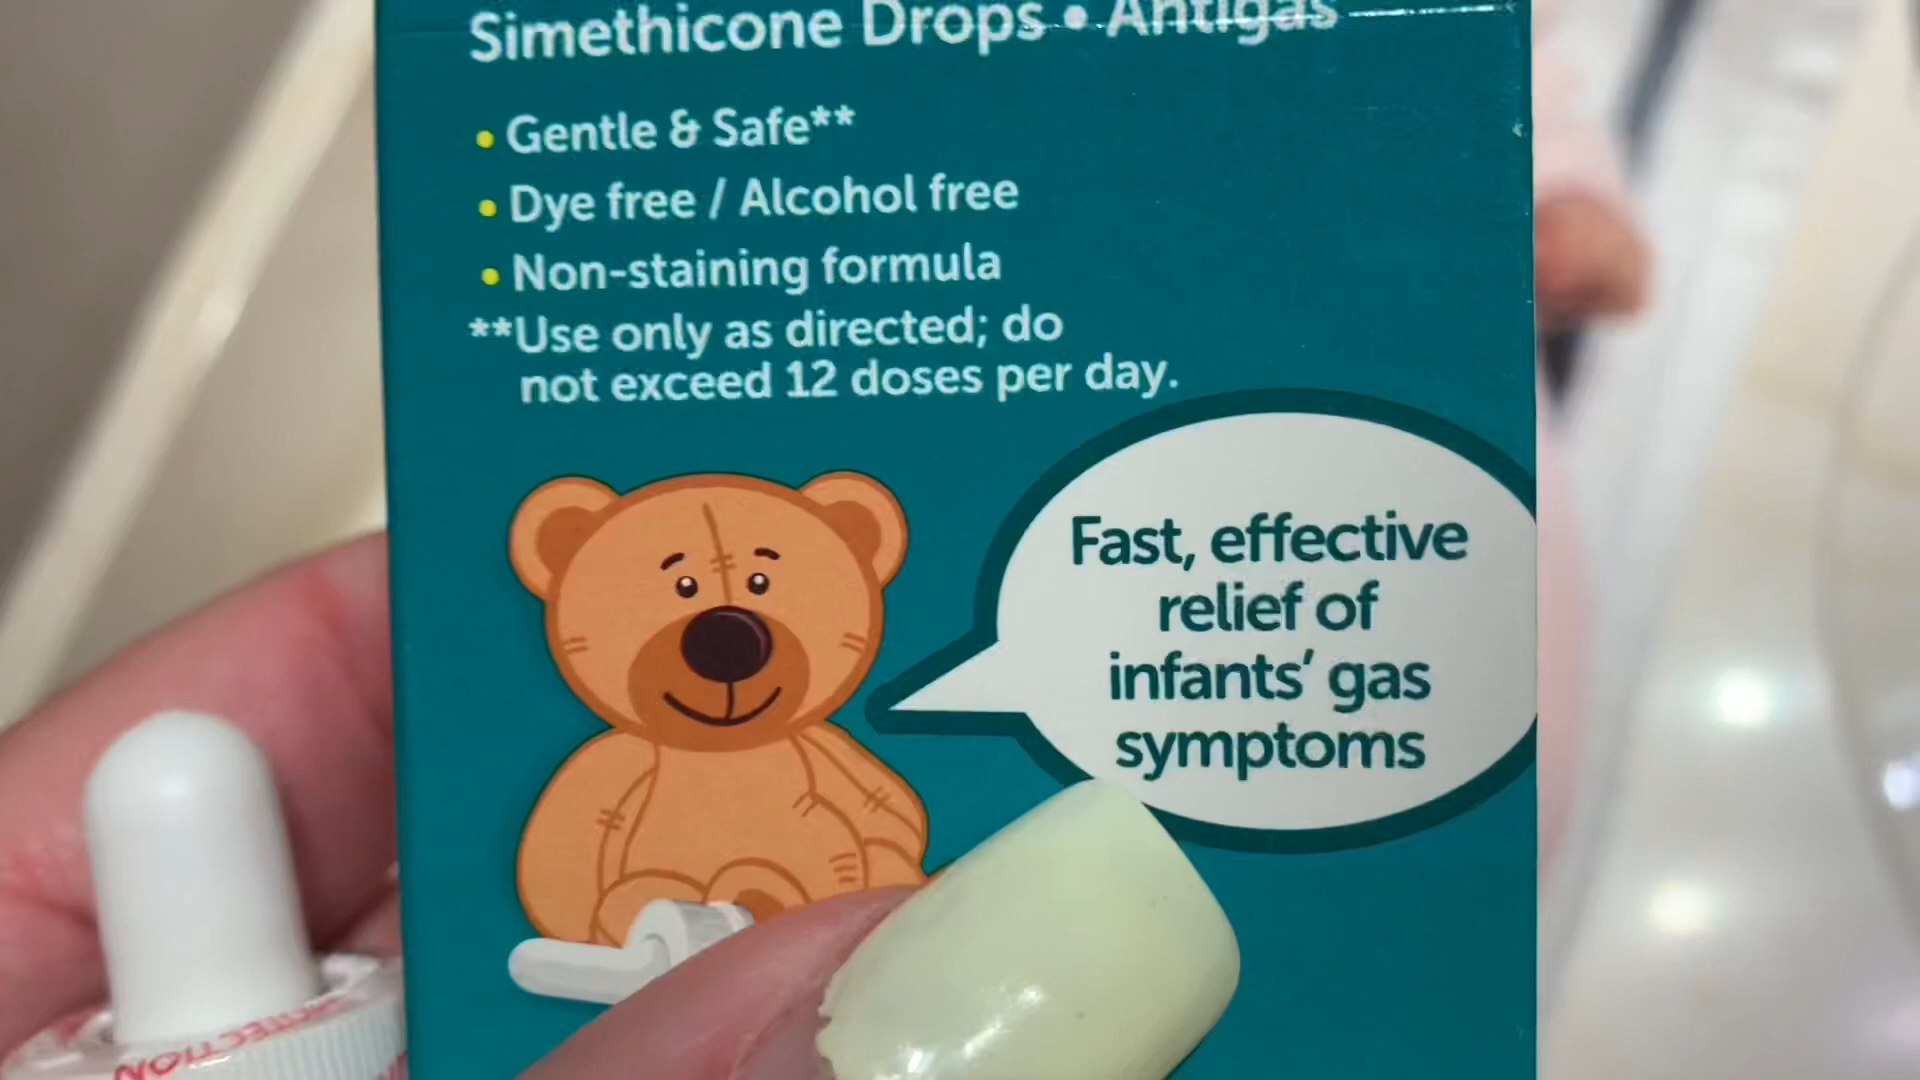 Simethicone Drops • Antigas
• Gentle & Safe**
• Dye free / Alcohol free
• Non-staining formula
**Use only as directed; do
not exceed 12 doses per day.
Fast, effective
relief of
infants’ gas
symptoms